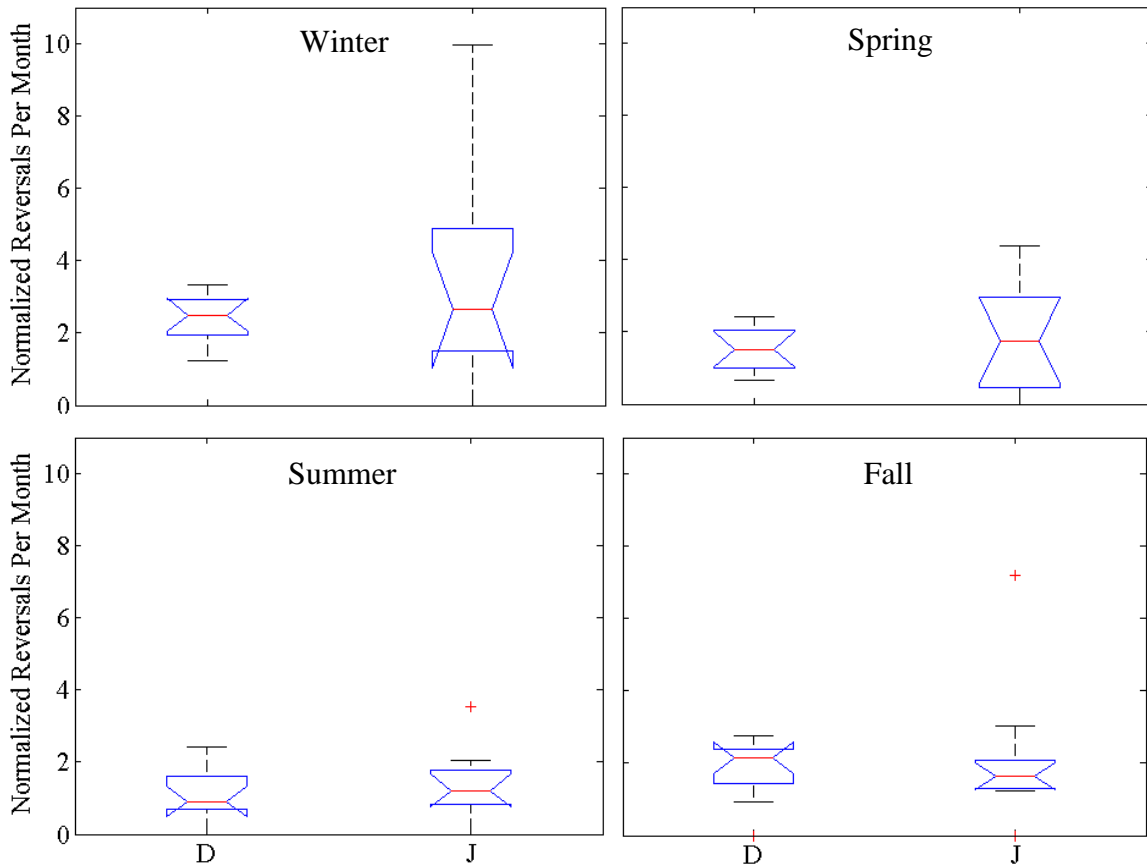 Winter
Spring
Normalized Reversals Per Month
10
8
6
4
2
0
Summer
Fall
Normalized Reversals Per Month
10
8
6
4
2
0
D
J
D
J